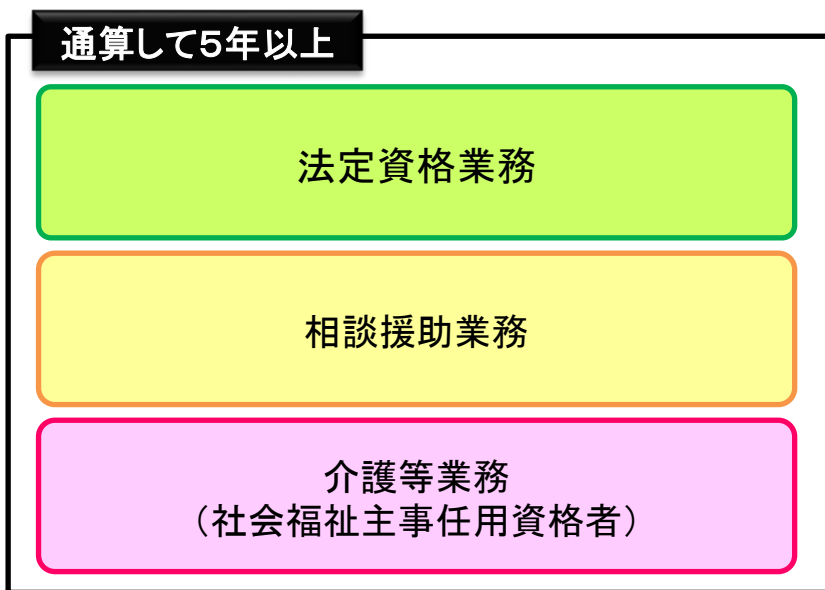 通算して５年以上
法定資格業務
相談援助業務
介護等業務
（社会福祉主事任用資格者）